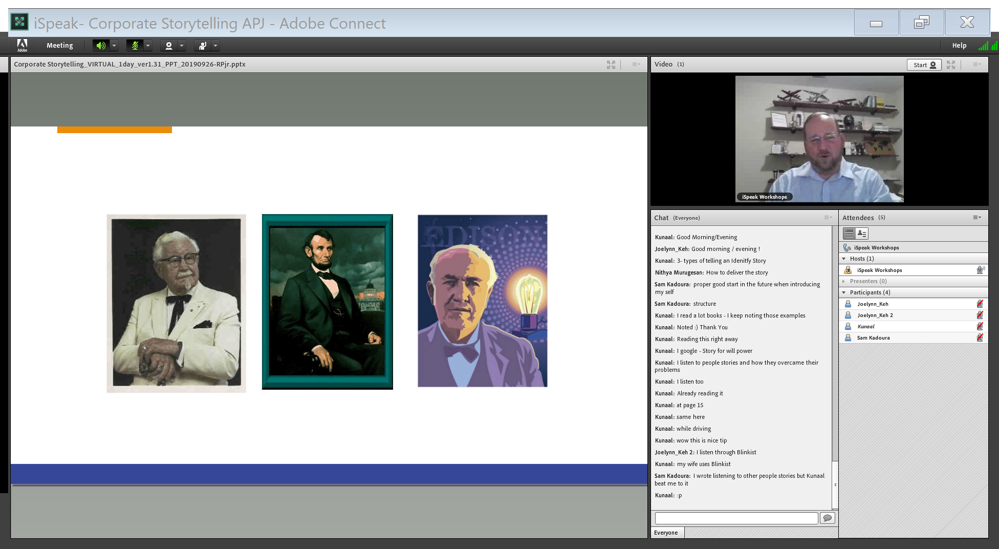 iSpeak- Corporate Storytelling APJ - Adobe Connect
Adobe
Meeting
Help
Corporate Storytelling_VIRTUAL_1day_ver1.31_PPT_20190926-RPjr.pptx
EDISON
Video (1)
Start
iSpeak Workshops
Chat (Everyone)
Kunaal: Good Morning/Evening
Joelynn_Keh: Good morning / evening !
Kunaal: 3- types of telling an Idenitfy Story
Nithya Murugesan: How to deliver the story
Sam Kadoura: proper good start in the future when introducing
my self
Sam Kadoura: structure
Kunaal: I read a lot books - I keep noting those examples
Kunaal: Noted :) Thank You
Kunaal: Reading this right away
Kunaal: I google - Story for will power
Kunaal: I listen to people stories and how they overcame their
problems
Kunaal: I listen too
Kunaal: Already reading it
Kunaal: at page 15
Kunaal: same here
Kunaal: while driving
Kunaal: wow this is nice tip
Joelynn_Keh 2: I listen through Blinkist
Kunaal: my wife uses Blinkist
Sam Kadoura: I wrote listening to other people stories but Kunaal
beat me to it
Kunaal: :p
Everyone
Attendees (5)
iSpeak Workshops
Hosts (1)
iSpeak Workshops
Presenters (0)
Participants (4)
Joelynn_Keh
Joelynn_Keh 2
Kunaal
Sam Kadoura